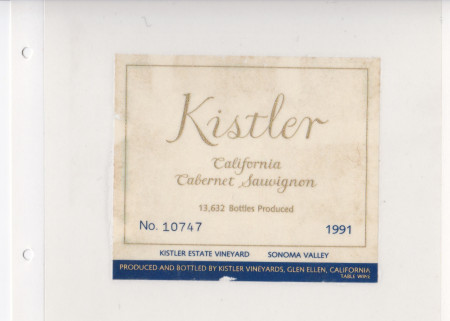 Kistler
California
Cabernet Sauvignon
13,632 Bottles Produced
No. 10747 1991
KISTLER ESTATE VINEYARD SONOMA VALLEY
PRODUCED AND BOTTLED BY KISTLER VINEYARDS, GLEN ELLEN, CALIFORNIA
TABLE WINE